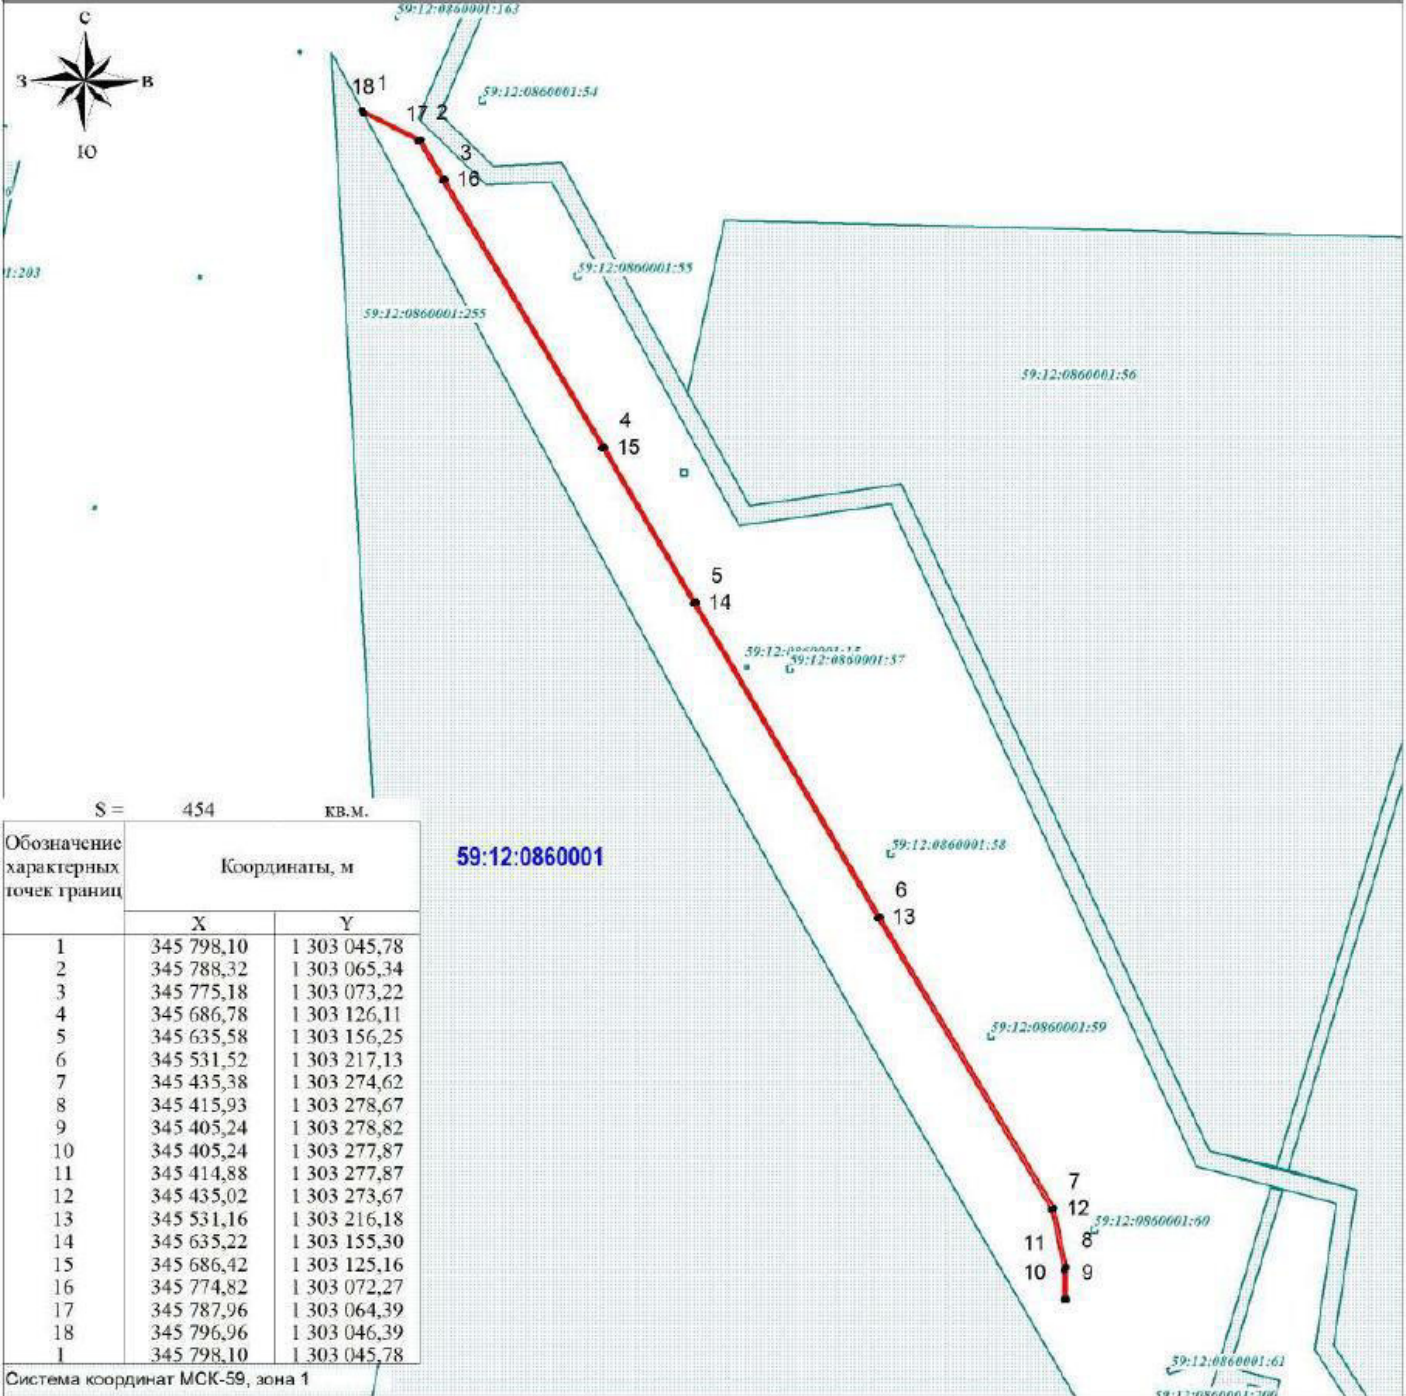 59:12:0860001:163
С
З
В
Ю
18 1
59:12:0860001:54
17 2
3
16
1:203
59:12:0860001:55
59:12:0860001:255
59:12:0860001:56
4
15
5
14
59:12:0860001:57
S = 454 кв.м.
59:12:0860001
59:12:0860001:58
6
13
59:12:0860001:59
7
12
59:12:0860001:60
11 8
10 9
59:12:0860001:61
Обозначение
характерных
точек границ
Координаты, м
X Y
1 345 798,10 1 303 045,78
2 345 788,32 1 303 065,34
3 345 775,18 1 303 073,22
4 345 686,78 1 303 126,11
5 345 635,58 1 303 156,25
6 345 531,52 1 303 217,13
7 345 435,38 1 303 274,62
8 345 415,93 1 303 278,67
9 345 405,24 1 303 278,82
10 345 405,24 1 303 277,87
11 345 414,88 1 303 277,87
12 345 435,02 1 303 273,67
13 345 531,16 1 303 216,18
14 345 635,22 1 303 155,30
15 345 686,42 1 303 125,16
16 345 774,82 1 303 072,27
17 345 787,96 1 303 064,39
18 345 796,96 1 303 046,39
1 345 798,10 1 303 045,78
Система координат МСК-59, зона 1